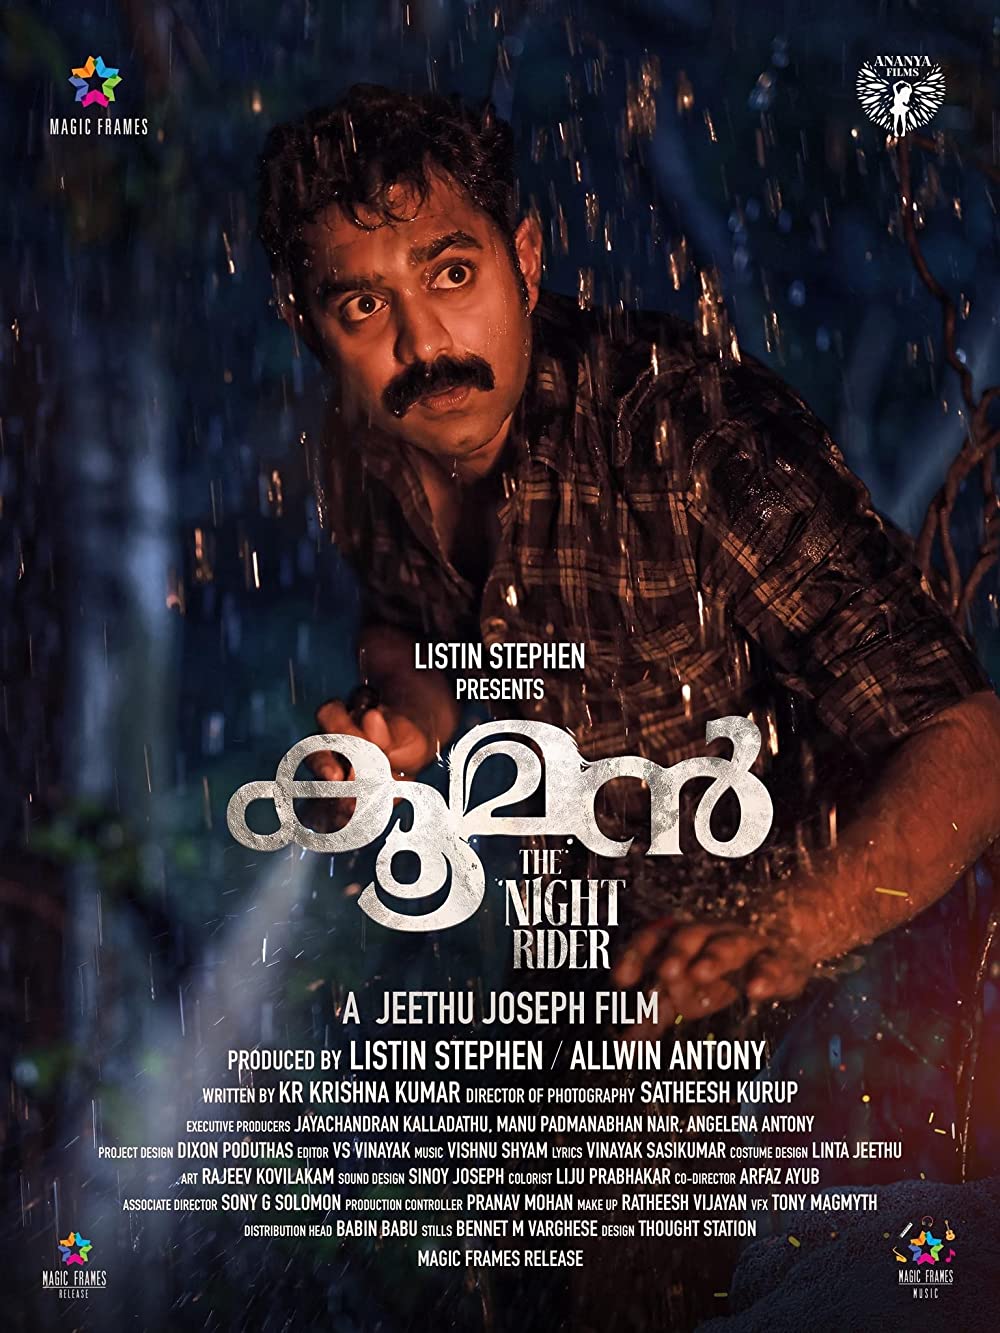 MAGIC FRAMES
ANANYA
FILMS
LISTIN STEPHEN
PRESENTS
കൂമൻ
THE
NIGHT
RIDER
A JEETHU JOSEPH FILM
PRODUCED BY LISTIN STEPHEN / ALLWIN ANTONY
WRITTEN BY KR KRISHNA KUMAR DIRECTOR OF PHOTOGRAPHY SATHEESH KURUP
EXECUTIVE PRODUCERS JAYACHANDRAN KALLADATHU, MANU PADMANABHAN NAIR, ANGELENA ANTONY
PROJECT DESIGN DIXON PODUTHAS EDITOR VS VINAYAK MUSIC VISHNU SHYAM LYRICS VINAYAK SASIKUMAR COSTUME DESIGN LINTA JEETHU
ART RAJEEV KOVILAKAM SOUND DESIGN SINOY JOSEPH COLORIST LIJU PRABHAKAR CO-DIRECTOR ARFAZ AYUB
ASSOCIATE DIRECTOR SONY G SOLOMON PRODUCTION CONTROLLER PRANAV MOHAN MAKE UP RATHEESH VIJAYAN VFX TONY MAGMYTH
DISTRIBUTION HEAD BABIN BABU STILLS BENNET M VARGHESE DESIGN THOUGHT STATION
MAGIC FRAMES RELEASE
MAGIC FRAMES
RELEASE
MAGIC FRAMES
MUSIC